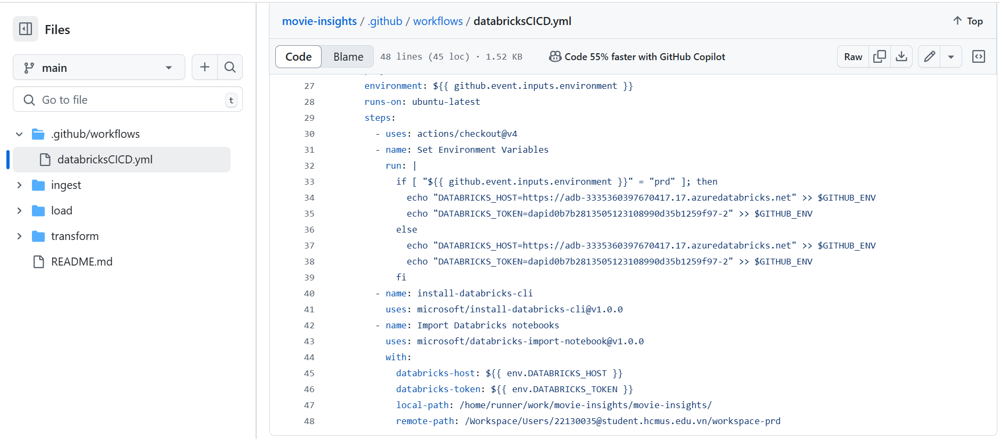 Files
main
Go to file
t
.github/workflows
databricksCICD.yml
ingest
load
transform
README.md
movie-insights / .github / workflows / databricksCICD.yml
Top
Code Blame 48 lines (45 loc) · 1.52 KB Code 55% faster with GitHub Copilot Raw
27 environment: ${{ github.event.inputs.environment }}
28 runs-on: ubuntu-latest
29 steps:
30 - uses: actions/checkout@v4
31 - name: Set Environment Variables
32 run: |
33 if [ "${{ github.event.inputs.environment }}" = "prd" ]; then
34 echo "DATABRICKS_HOST=https://adb-3335360397670417.17.azuredatabricks.net" >> $GITHUB_ENV
35 echo "DATABRICKS_TOKEN=dapid0b7b2813505123108990d35b1259f97-2" >> $GITHUB_ENV
36 else
37 echo "DATABRICKS_HOST=https://adb-3335360397670417.17.azuredatabricks.net" >> $GITHUB_ENV
38 echo "DATABRICKS_TOKEN=dapid0b7b2813505123108990d35b1259f97-2" >> $GITHUB_ENV
39 fi
40 - name: install-databricks-cli
41 uses: microsoft/install-databricks-cli@v1.0.0
42 - name: Import Databricks notebooks
43 uses: microsoft/databricks-import-notebook@v1.0.0
44 with:
45 databricks-host: ${{ env.DATABRICKS_HOST }}
46 databricks-token: ${{ env.DATABRICKS_TOKEN }}
47 local-path: /home/runner/work/movie-insights/movie-insights/
48 remote-path: /Workspace/Users/22130035@student.hcmus.edu.vn/workspace-prd